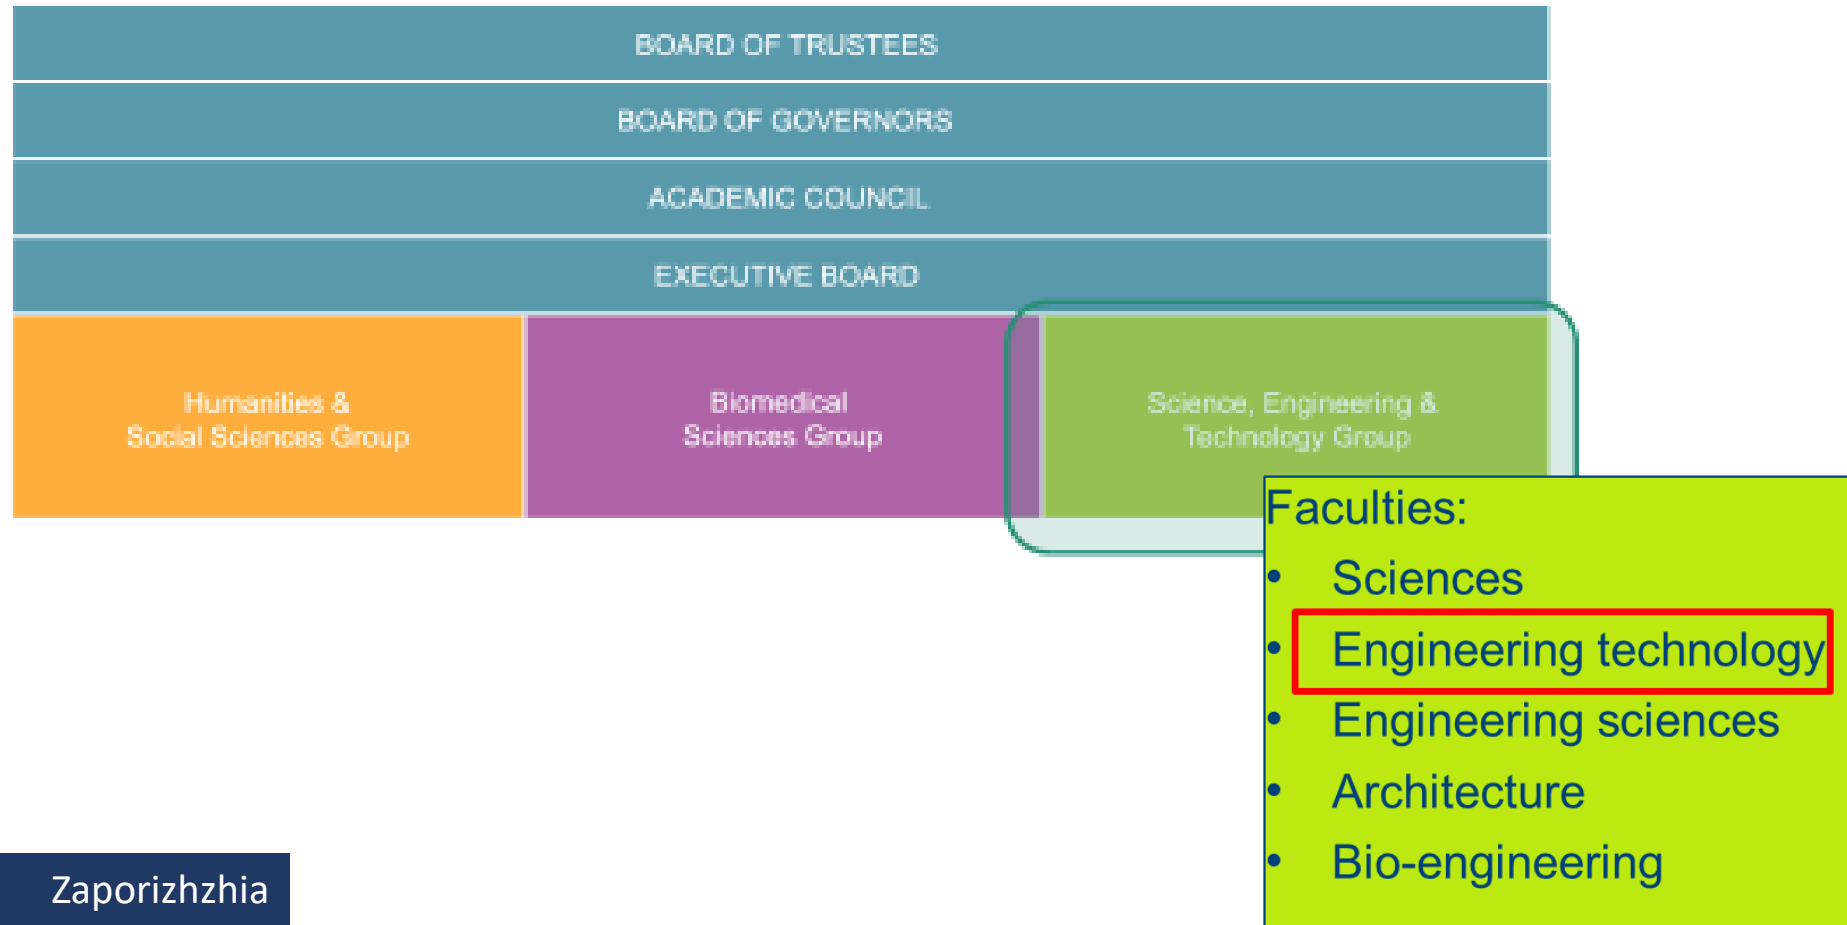 BOARD OF TRUSTEES
BOARD OF GOVERNORS
ACADEMIC COUNCIL
EXECUTIVE BOARD
Humanities &
Social Sciences Group
Biomedical
Sciences Group
Science, Engineering &
Technology Group
Faculties:
• Sciences
• Engineering technology
• Engineering sciences
• Architecture
• Bio-engineering
Zaporizhzhia